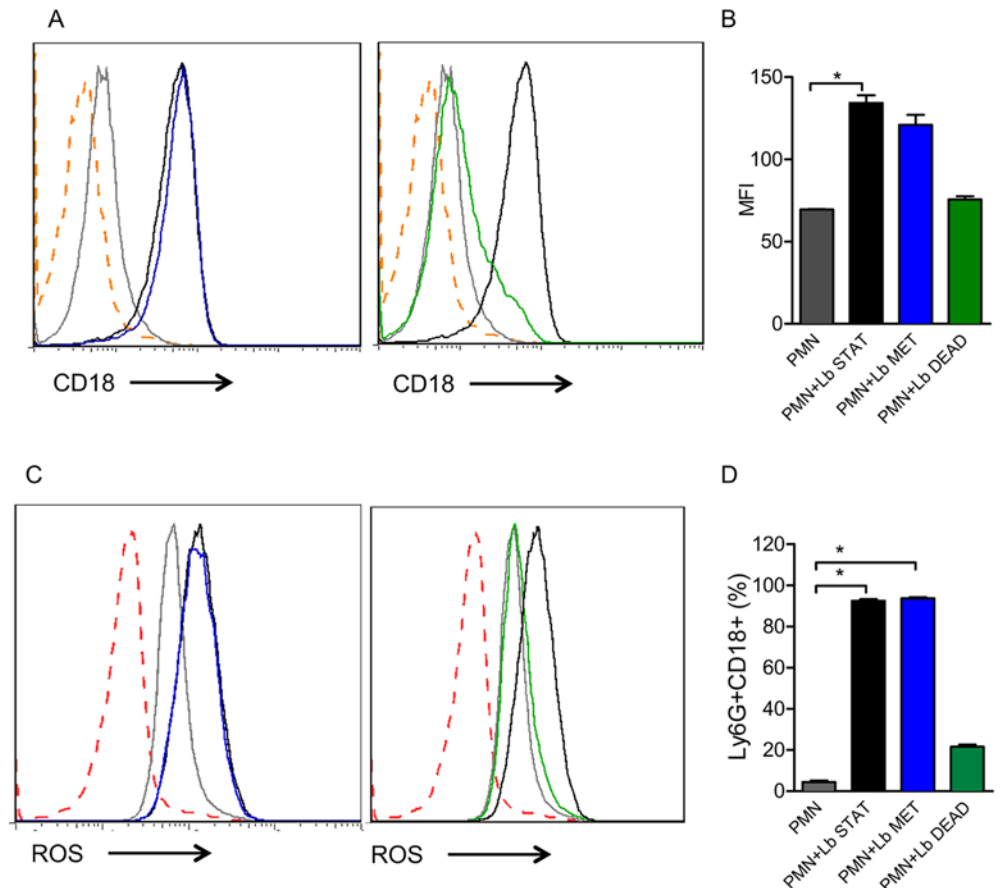 A
CD18
CD18
B
150
100
50
0
MFI
*
PMN
PMN+Lb STAT
PMN+Lb MET
PMN+Lb DEAD
C
ROS
ROS
D
120
100
80
60
40
20
0
Ly6G+CD18+ (%)
*
*
PMN
PMN+Lb STAT
PMN+Lb MET
PMN+Lb DEAD